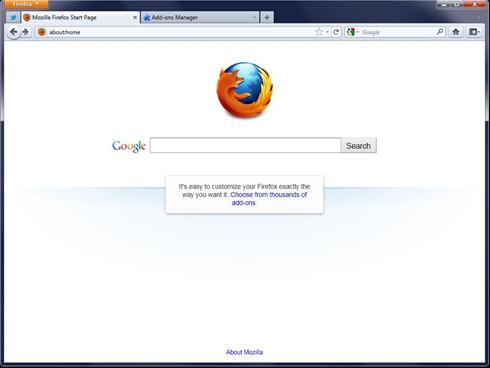 Firefox
Mozilla Firefox Start Page
Add-ons Manager
about:home
Google
Google
Search
It's easy to customize your Firefox exactly the
way you want it. Choose from thousands of
add-ons.
About Mozilla